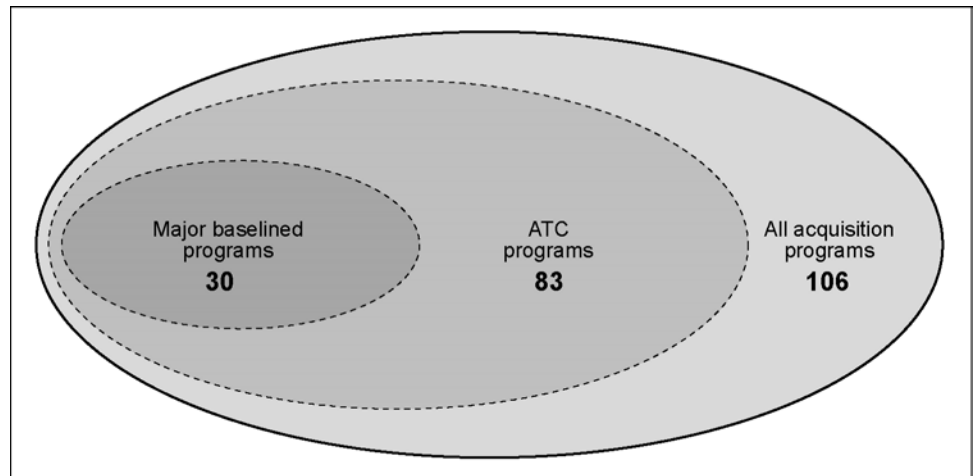 Major baselined
programs
30
ATC
programs
83
All acquisition
programs
106